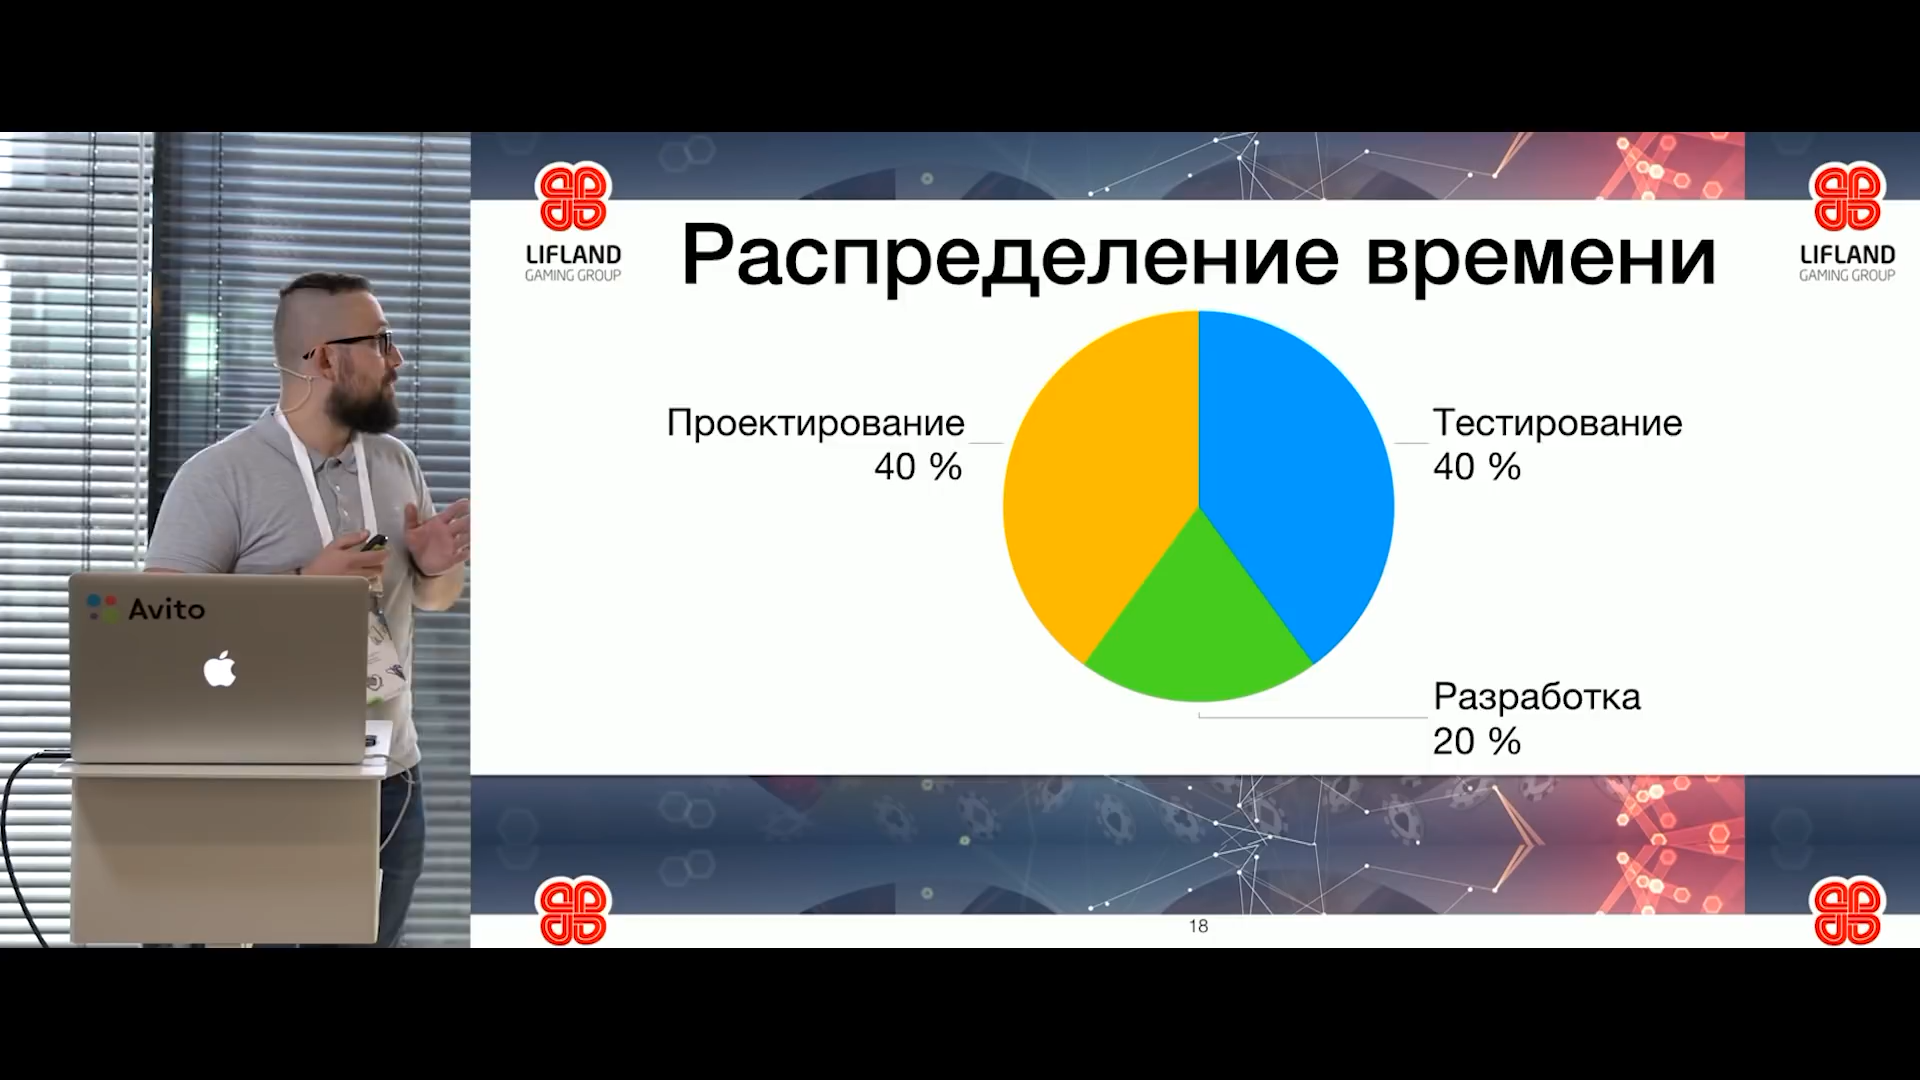 LIFLAND
GAMING GROUP
LIFLAND
GAMING GROUP
Распределение времени
Проектирование
40 %
Тестирование
40 %
Разработка
20 %
Avito
18